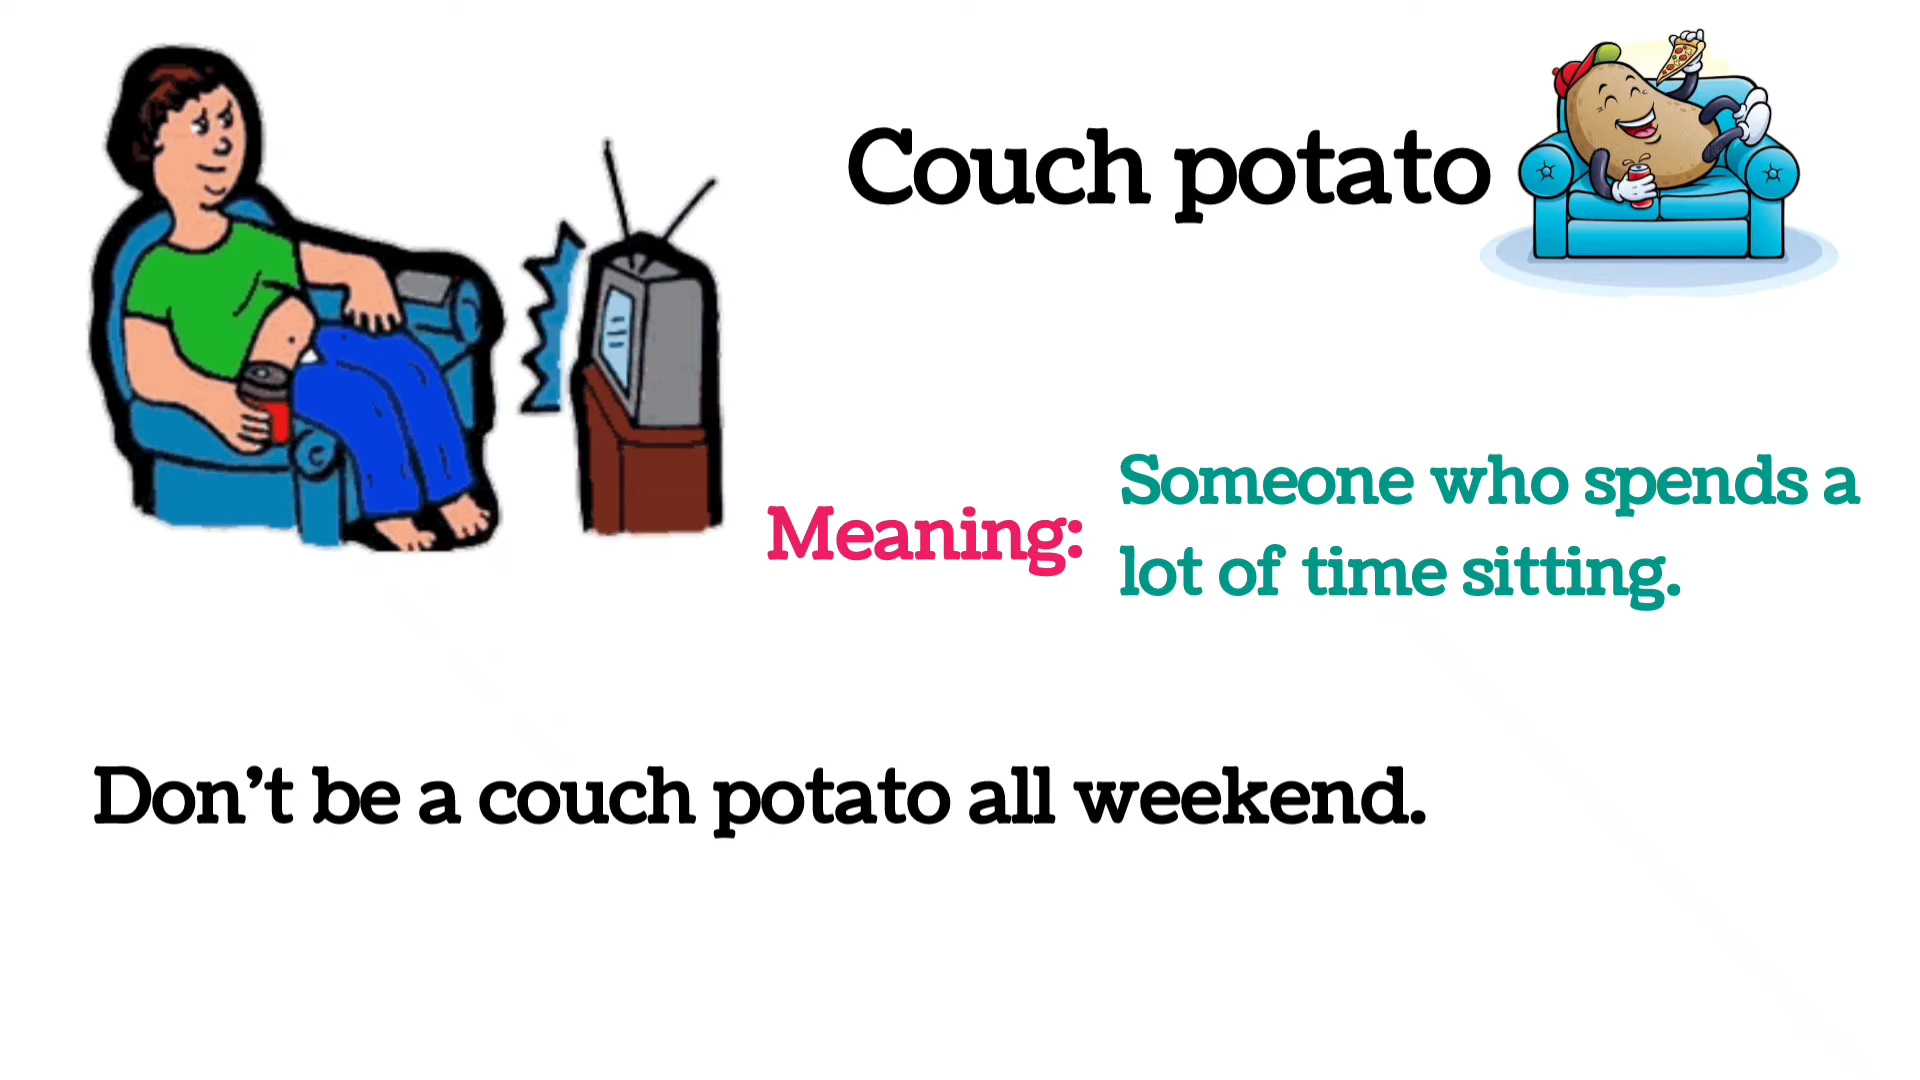 Couch potato
Meaning:
Someone who spends a
lot of time sitting.
Don’t be a couch potato all weekend.